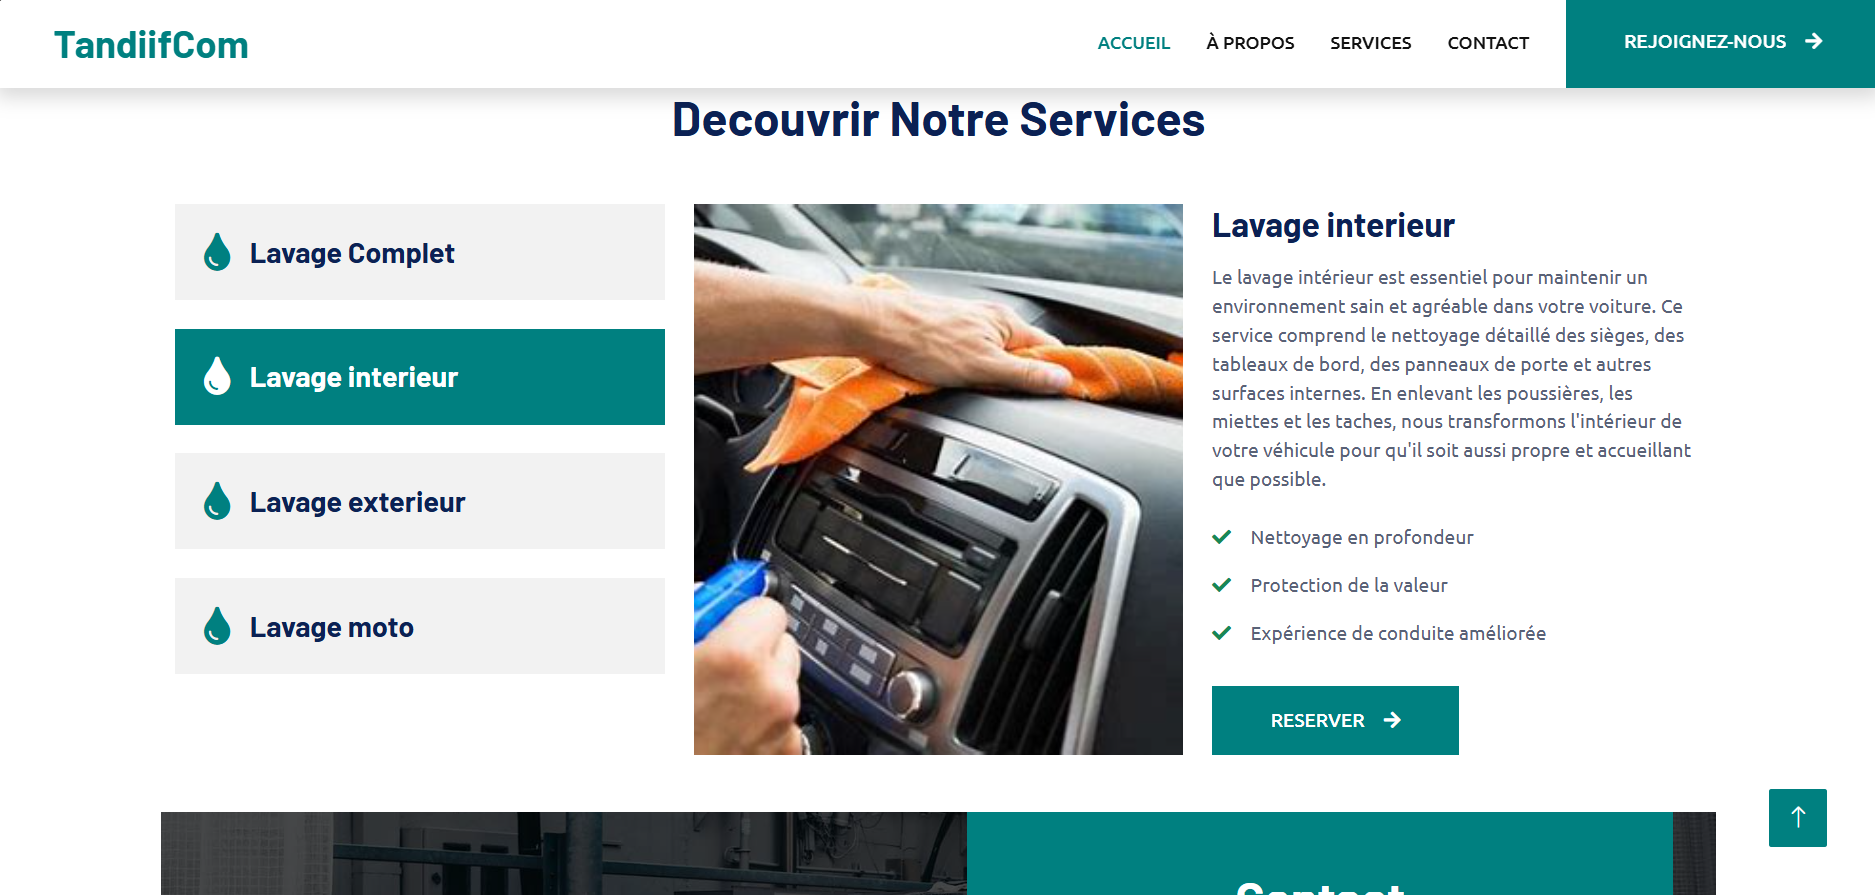 TandiifCom
ACCUEIL
À PROPOS
SERVICES
CONTACT
REJOIGNEZ-NOUS
Decouvrir Notre Services
Lavage Complet
Lavage interieur
Lavage exterieur
Lavage moto
Lavage interieur
Le lavage intérieur est essentiel pour maintenir un
environnement sain et agréable dans votre voiture. Ce
service comprend le nettoyage détaillé des sièges, des
tableaux de bord, des panneaux de porte et autres
surfaces internes. En enlevant les poussières, les
miettes et les taches, nous transformons l'intérieur de
votre véhicule pour qu'il soit aussi propre et accueillant
que possible.
Nettoyage en profondeur
Protection de la valeur
Expérience de conduite améliorée
RESERVER
Contact